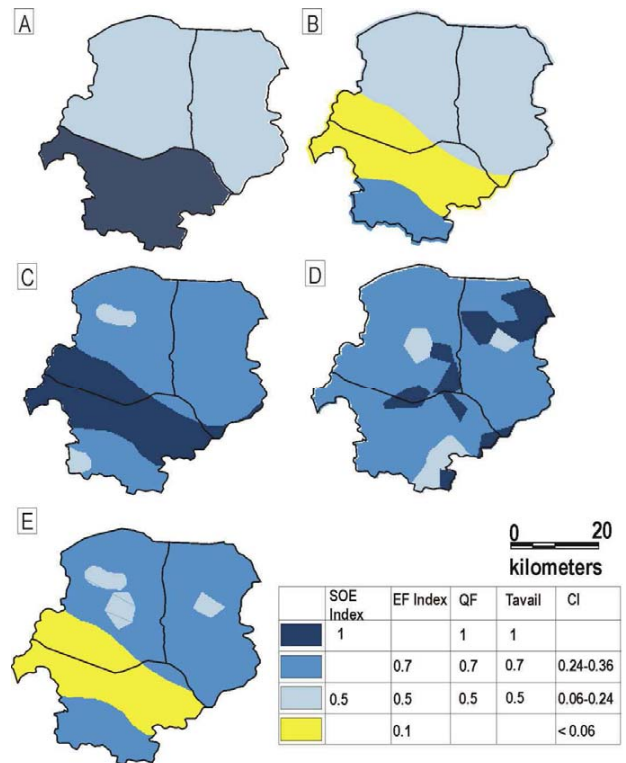 A
B
C
D
E
0 20
kilometers
SOE Index EF Index QF Tavail CI
1 1 1
0.7 0.7 0.7 0.24-0.36
0.5 0.5 0.5 0.5 0.06-0.24
0.1 < 0.06